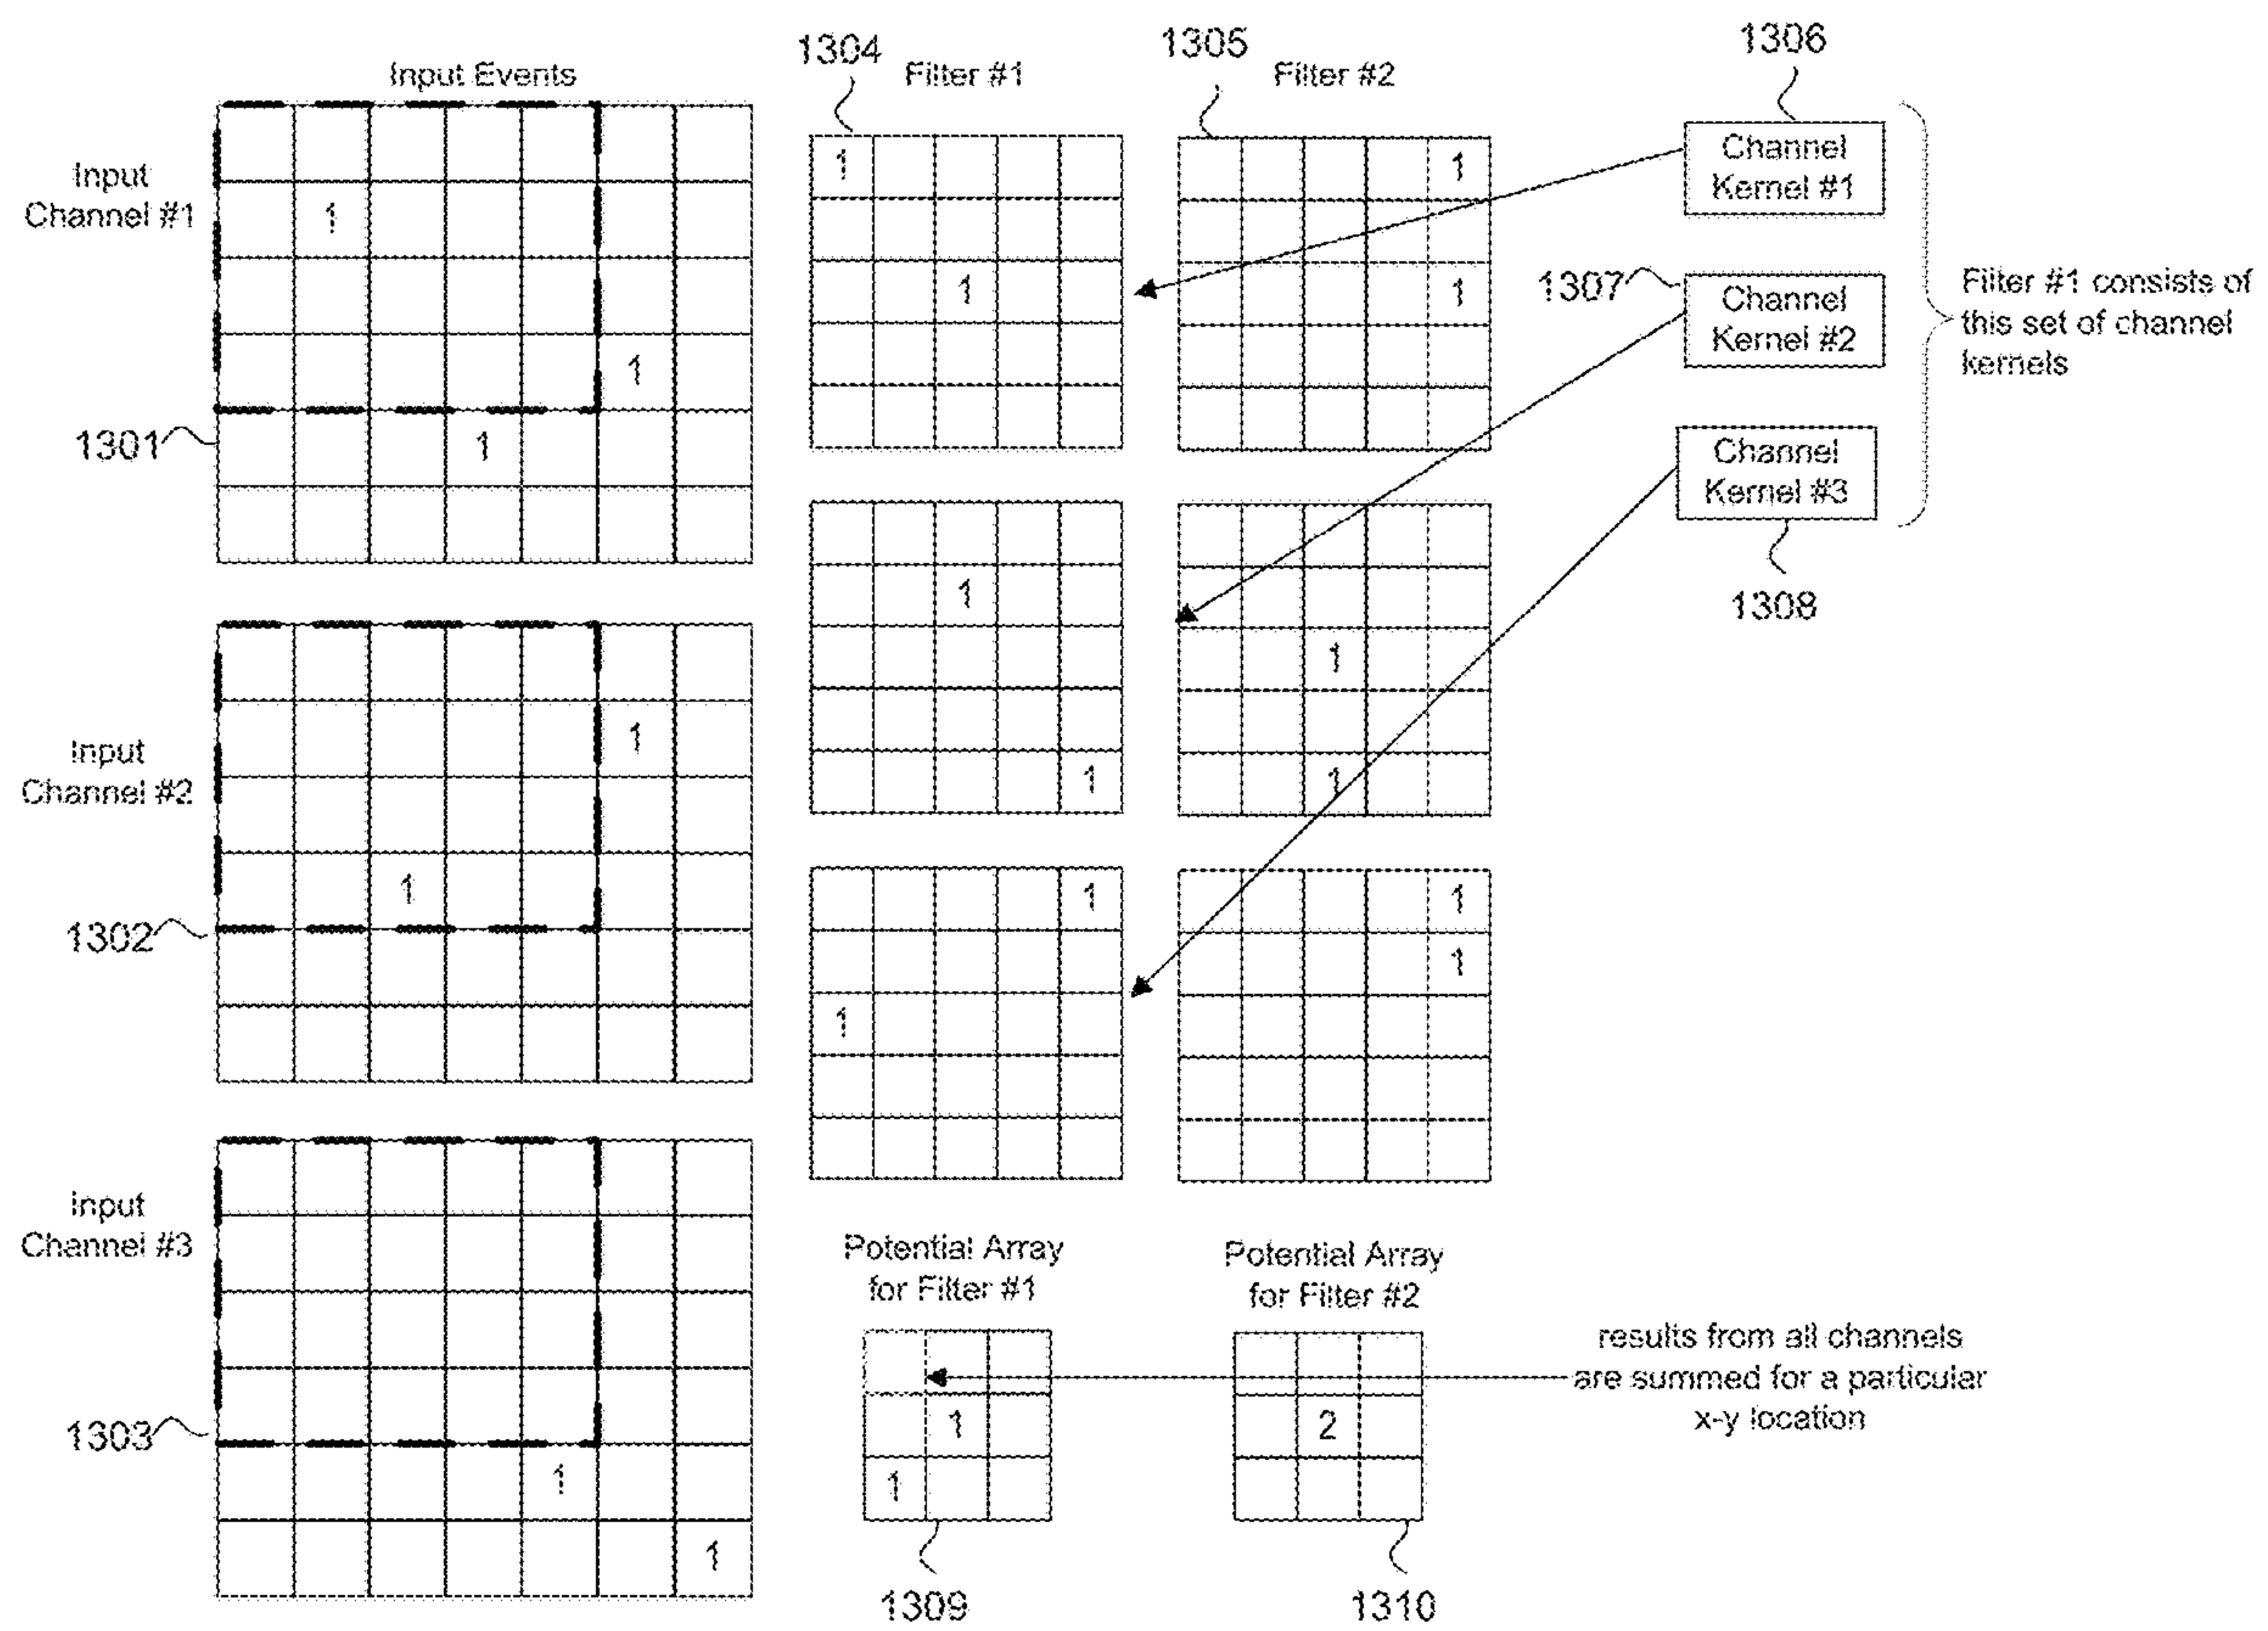 Input Events
1304
Filter #1
1305
Filter #2
1306
Input
Channel #1
1
1
1
1301
1
1
1
1
Channel
Kernel #1
1307
Channel
Kernel #2
Channel
Kernel #3
1308
Filter #1 consists of
this set of channel
kernels
Input
Channel #2
1
1
1302
1
1
1
1
Input
Channel #3
1
1
1303
1
1
1
1
Potential Array
for Filter #1
1
1
1309
Potential Array
for Filter #2
2
1310
results from all channels
are summed for a particular
x-y location